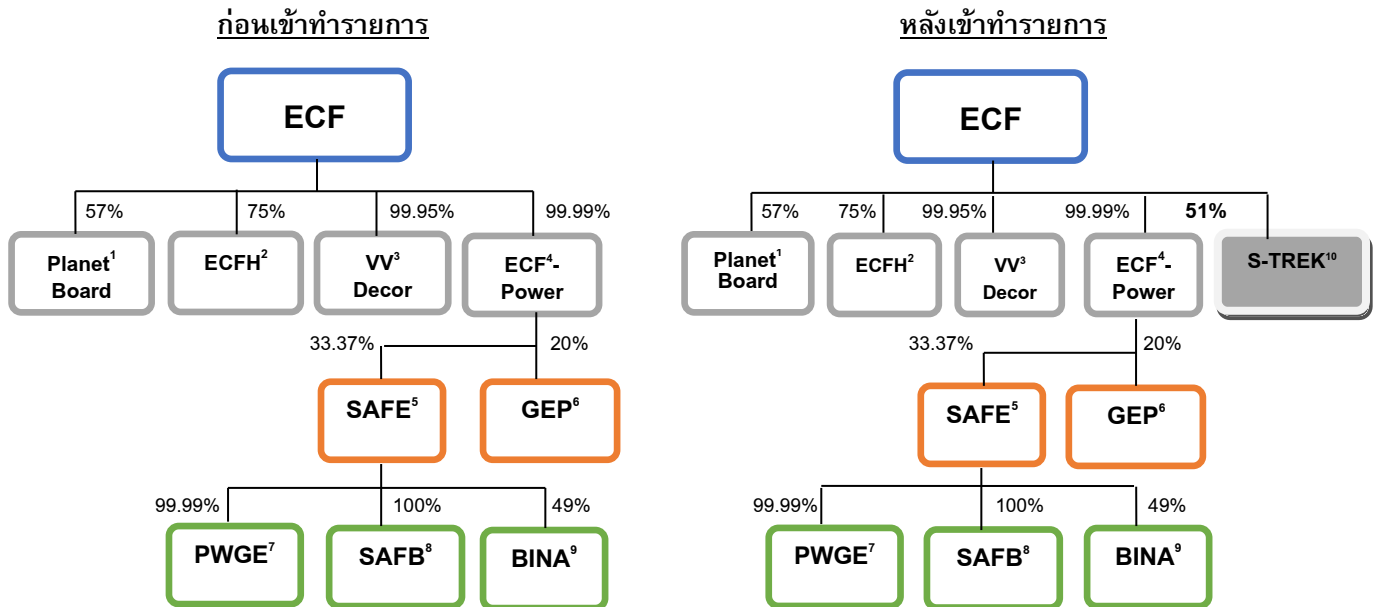 ก่อนเข้าทำรายการ
ECF
57%
75%
99.95%
99.99%
Planet¹
Board
ECFH²
VV³
Decor
ECF⁴-
Power
33.37%
20%
SAFE⁵
GEP⁶
99.99%
100%
49%
PWGE⁷
SAFB⁸
BINA⁹
หลังเข้าทำรายการ
ECF
57%
75%
99.95%
99.99%
51%
Planet¹
Board
ECFH²
VV³
Decor
ECF⁴-
Power
S-TREK¹⁰
33.37%
20%
SAFE⁵
GEP⁶
99.99%
100%
49%
PWGE⁷
SAFB⁸
BINA⁹